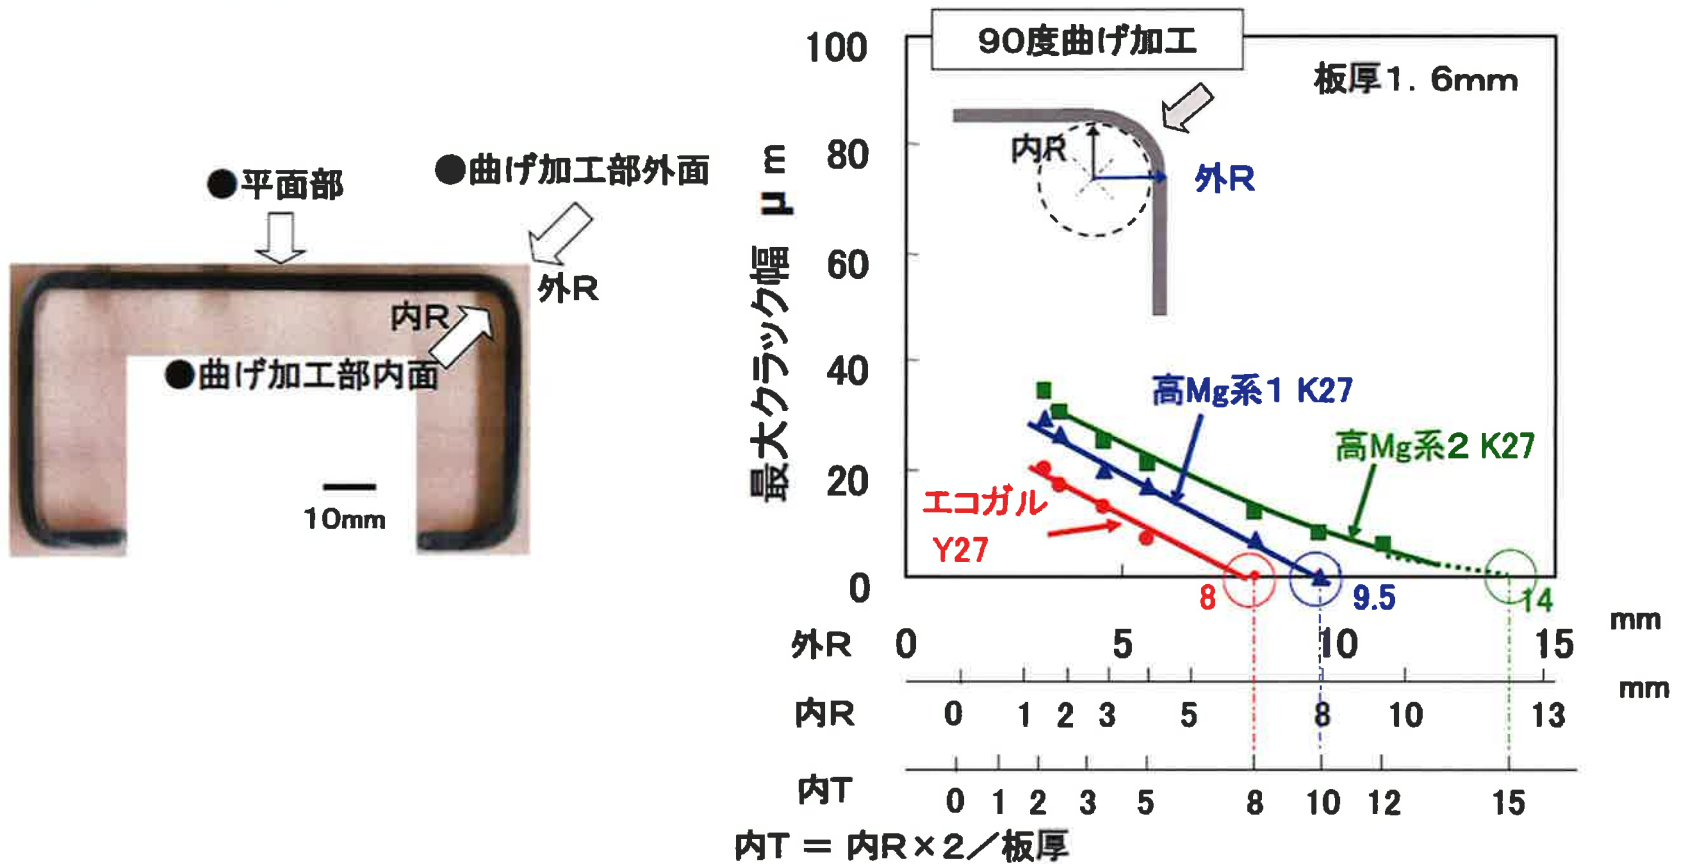 ●平面部
●曲げ加工部外面
外R
内R
●曲げ加工部内面
10mm
90度曲げ加工
板厚1.6mm
内R
外R
最大クラック幅 μm
100
80
60
40
20
0
高Mg系1 K27
高Mg系2 K27
エコガル
Y27
8
9.5
14
mm
外R 0 5 10 15
mm
内R 0 1 2 3 5 8 10 13
内T 0 1 2 3 5 8 10 12 15
内T = 内R×2/板厚